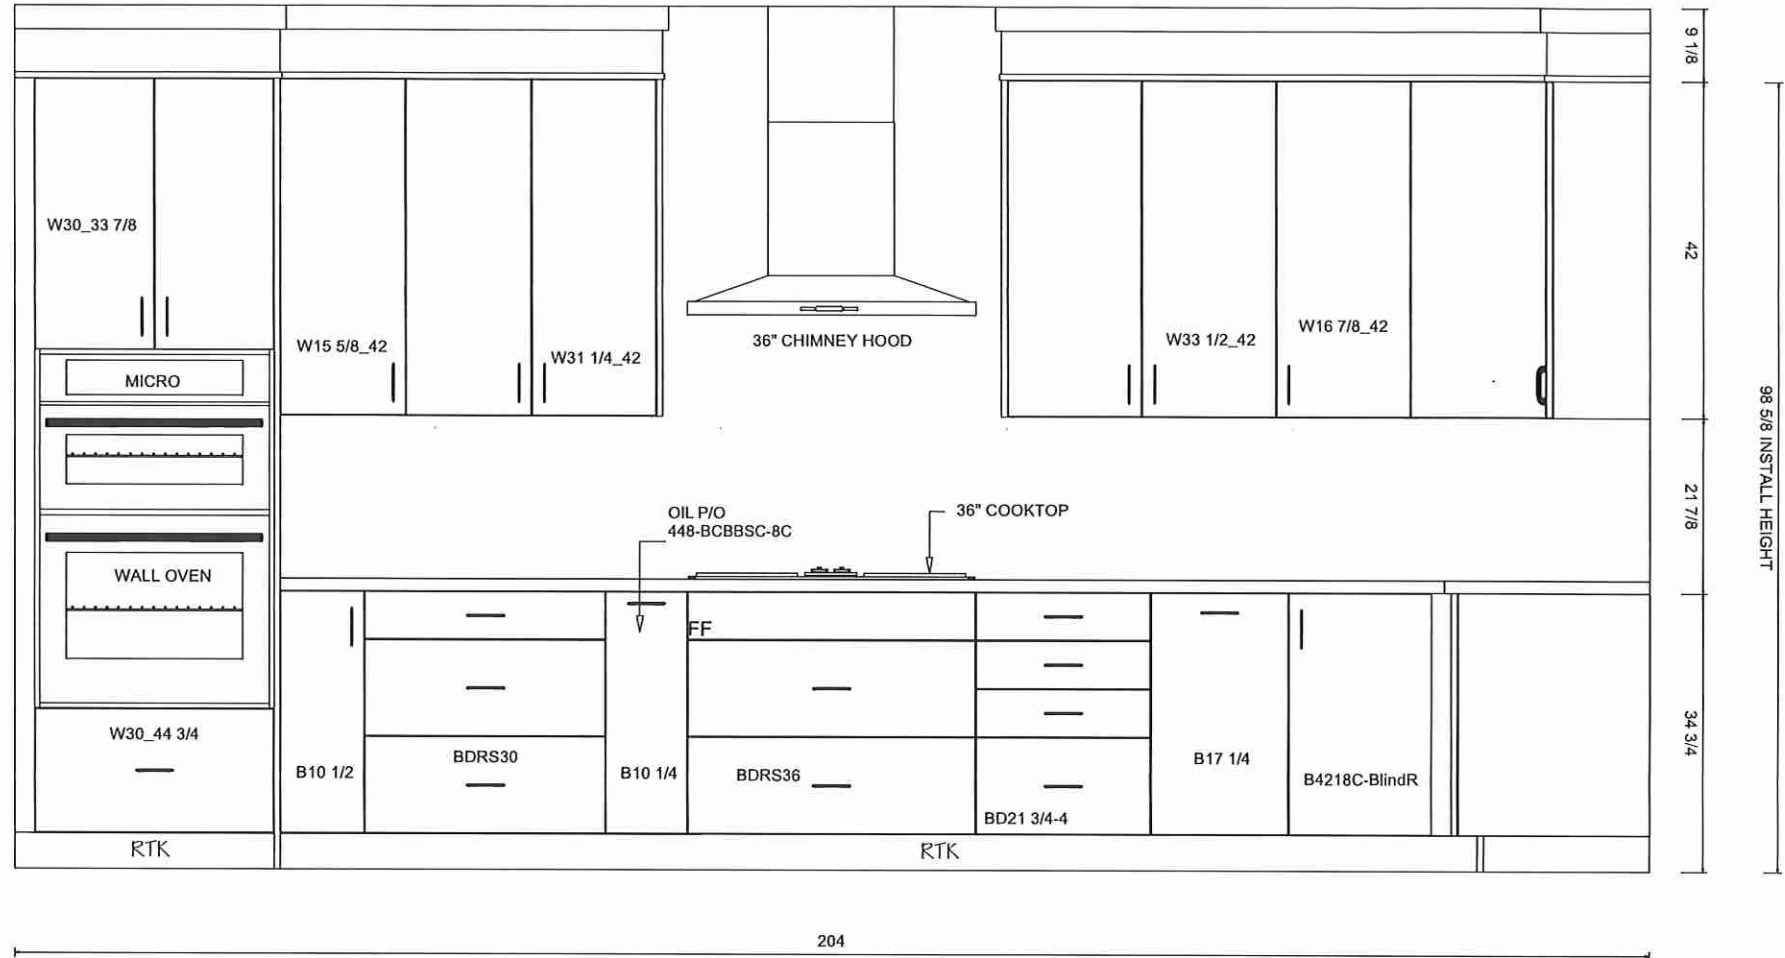 9 1/8
W30_33 7/8
42
W15 5/8_42
W31 1/4_42
36" CHIMNEY HOOD
W33 1/2_42
W16 7/8_42
MICRO
98 5/8 INSTALL HEIGHT
21 7/8
OIL P/O
448-BCBBSC-8C
36" COOKTOP
WALL OVEN
FF
W30_44 3/4
34 3/4
B10 1/2
BDRS30
B10 1/4
BDRS36
BD21 3/4-4
B17 1/4
B4218C-BlindR
RTK
RTK
204